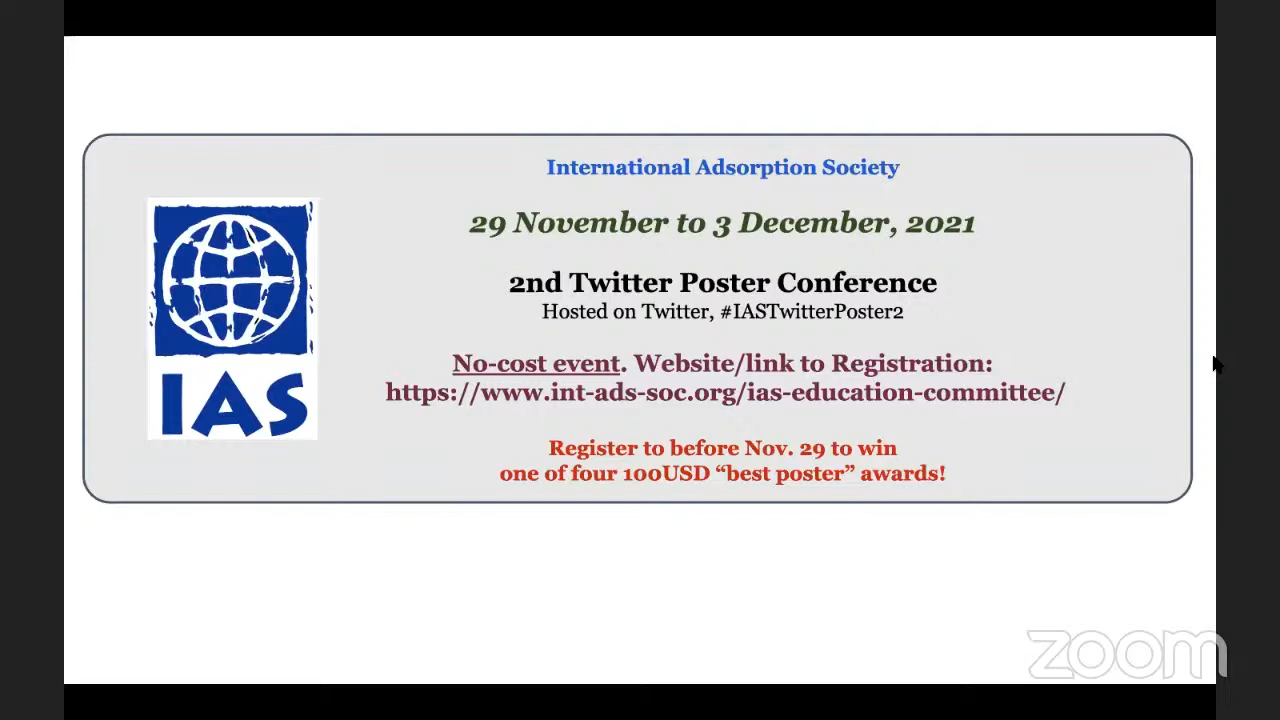 International Adsorption Society
29 November to 3 December, 2021
2nd Twitter Poster Conference
Hosted on Twitter, #IASTwitterPoster2
No-cost event. Website/link to Registration:
https://www.int-ads-soc.org/ias-education-committee/
Register to before Nov. 29 to win
one of four 100USD “best poster” awards!
IAS
zoom